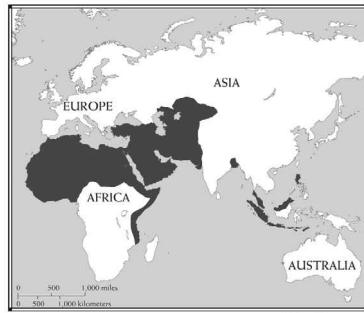 ASIA
EUROPE
AFRICA
AUSTRALIA
0 500 1,000 miles
0 500 1,000 kilometers